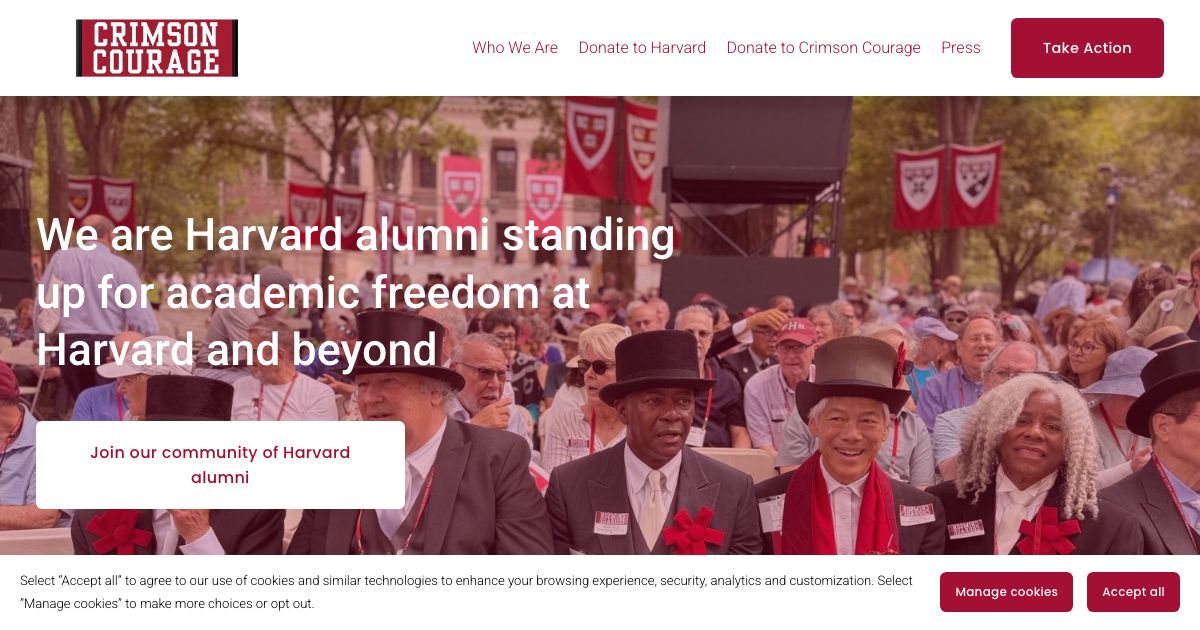 CRIMSON
COURAGE
Who We Are
Donate to Harvard
Donate to Crimson Courage
Press
Take Action
We are Harvard alumni standing
up for academic freedom at
Harvard and beyond
Join our community of Harvard
alumni
Select “Accept all” to agree to our use of cookies and similar technologies to enhance your browsing experience, security, analytics and customization. Select
“Manage cookies” to make more choices or opt out.
Manage cookies
Accept all